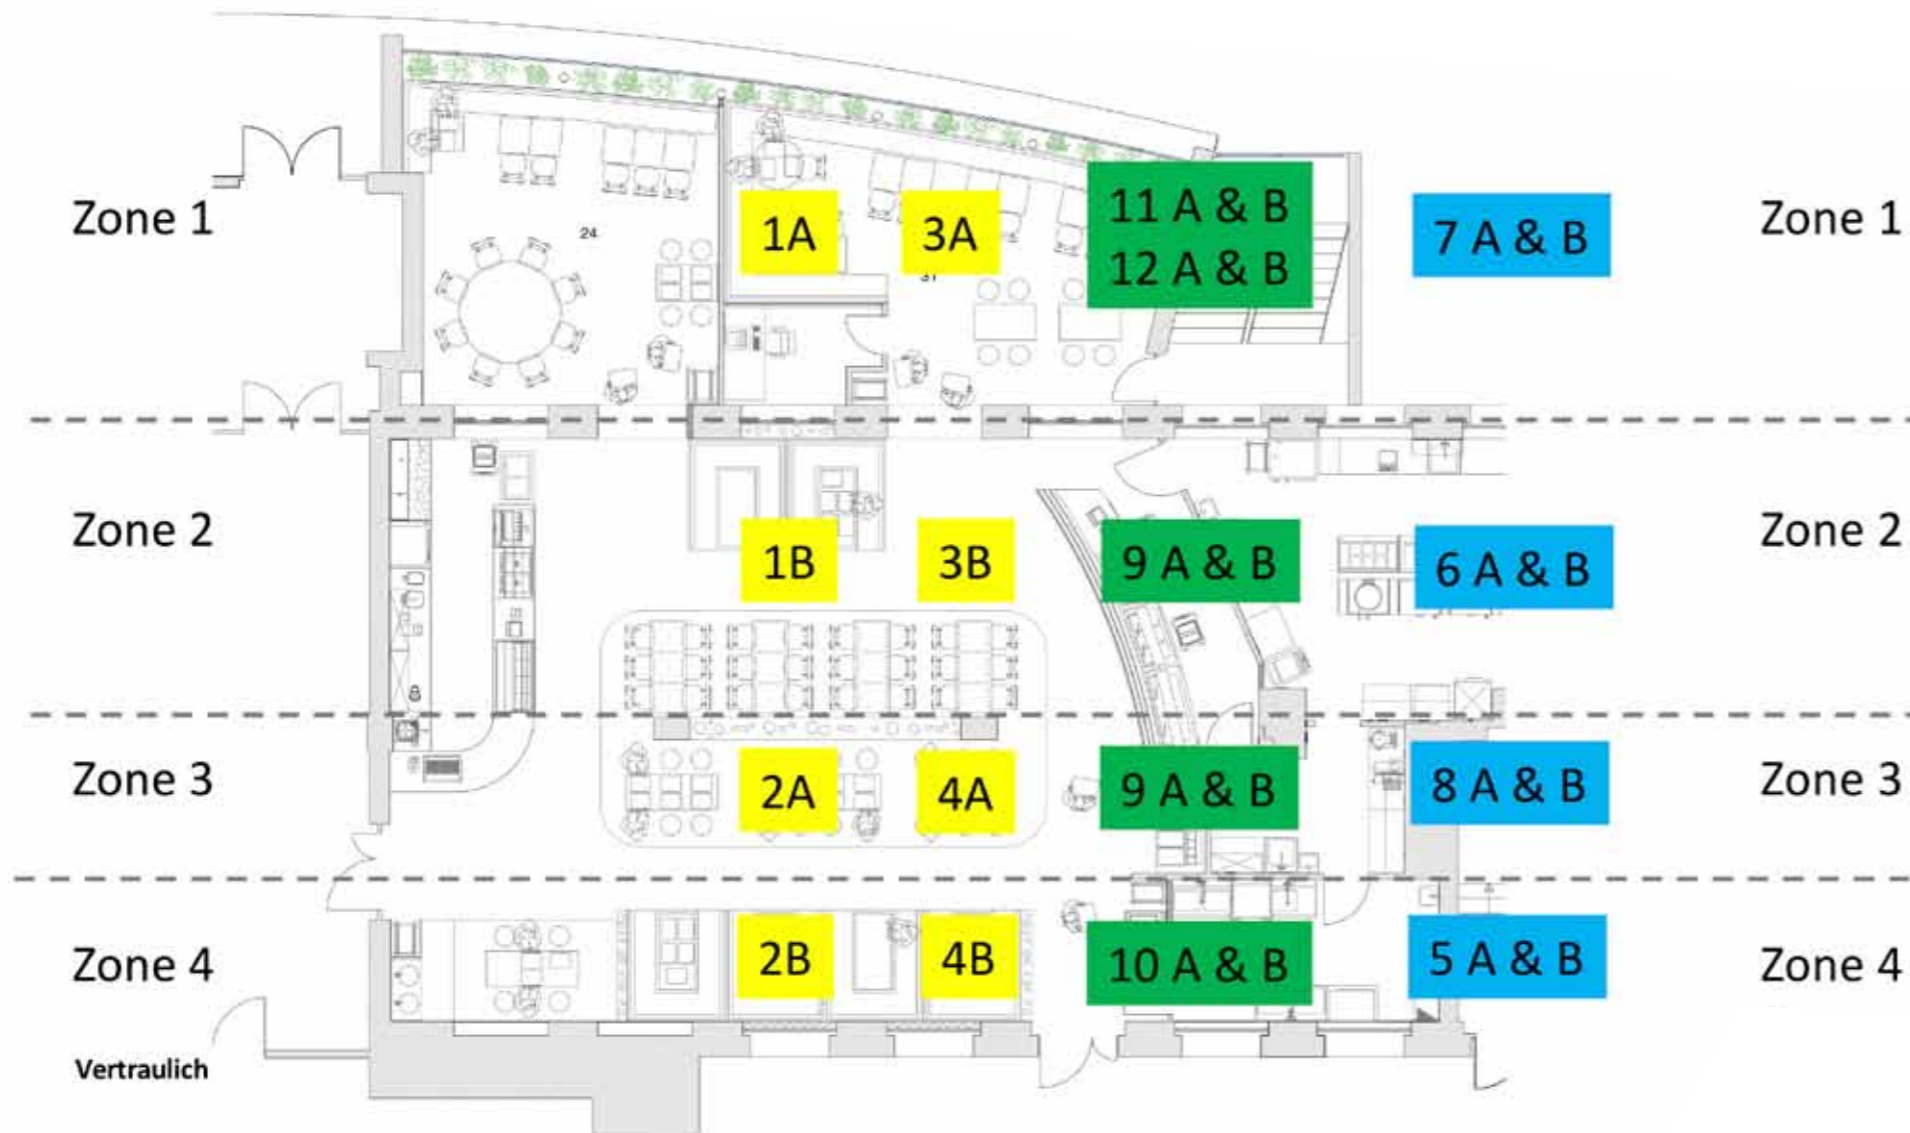 Zone 1
24
1A
3A
31
11 A & B
12 A & B
7 A & B
Zone 1
Zone 2
1B
3B
9 A & B
6 A & B
Zone 2
Zone 3
2A
4A
9 A & B
8 A & B
Zone 3
Zone 4
2B
4B
10 A & B
5 A & B
Zone 4
Vertraulich